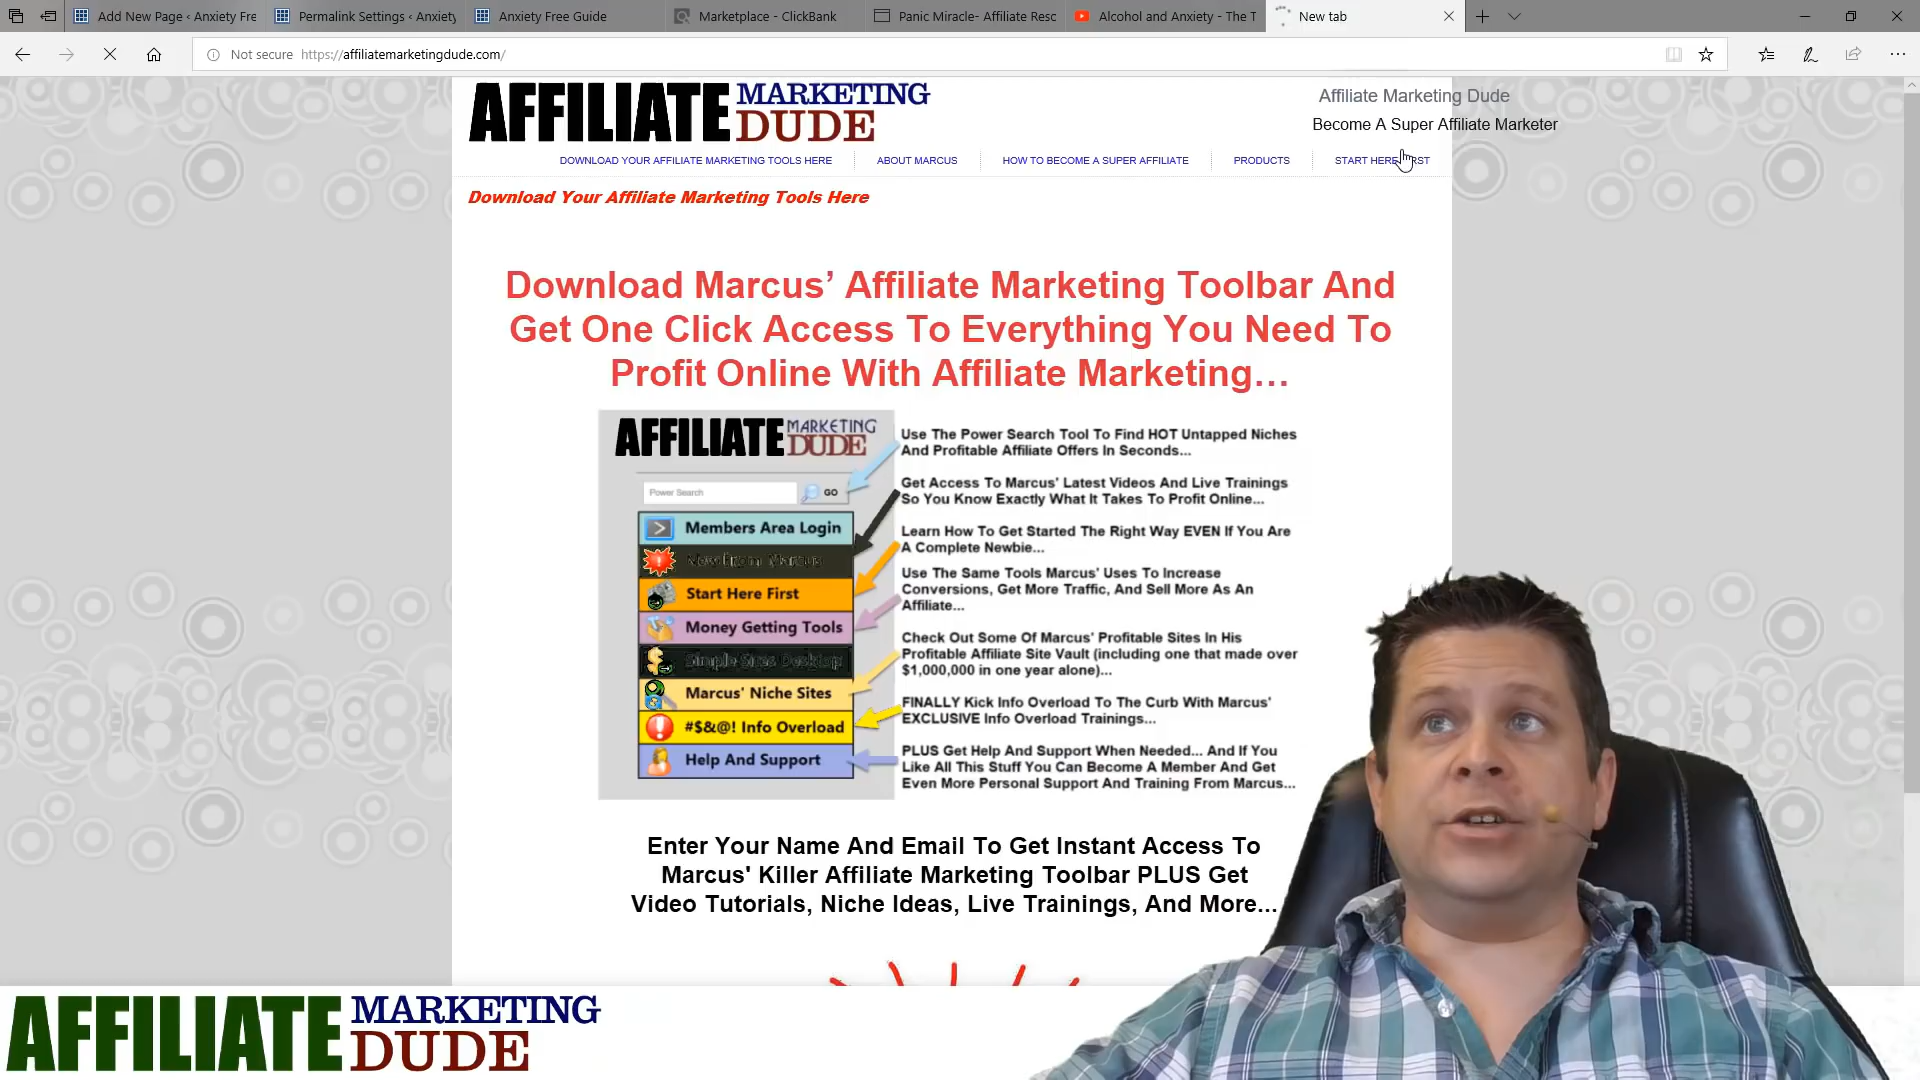 Add New Page ‹ Anxiety Fre
Permalink Settings ‹ Anxiety
Anxiety Free Guide
Marketplace - ClickBank
Panic Miracle- Affiliate Resc
Alcohol and Anxiety - The T
New tab
Not secure https://affiliatemarketingdude.com/
AFFILIATE MARKETING DUDE
Affiliate Marketing Dude
Become A Super Affiliate Marketer
DOWNLOAD YOUR AFFILIATE MARKETING TOOLS HERE
ABOUT MARCUS
HOW TO BECOME A SUPER AFFILIATE
PRODUCTS
START HERE FIRST
Download Your Affiliate Marketing Tools Here
Download Marcus’ Affiliate Marketing Toolbar And
Get One Click Access To Everything You Need To
Profit Online With Affiliate Marketing…
AFFILIATE MARKETING DUDE
Power Search
GO
Members Area Login
New From Marcus
Start Here First
Money Getting Tools
Simple Sites Desktop
Marcus' Niche Sites
#$&@! Info Overload
Help And Support
Use The Power Search Tool To Find HOT Untapped Niches
And Profitable Affiliate Offers In Seconds...
Get Access To Marcus' Latest Videos And Live Trainings
So You Know Exactly What It Takes To Profit Online...
Learn How To Get Started The Right Way EVEN If You Are
A Complete Newbie...
Use The Same Tools Marcus' Uses To Increase
Conversions, Get More Traffic, And Sell More As An
Affiliate...
Check Out Some Of Marcus' Profitable Sites In His
Profitable Affiliate Site Vault (including one that made over
$1,000,000 in one year alone)...
FINALLY Kick Info Overload To The Curb With Marcus'
EXCLUSIVE Info Overload Trainings...
PLUS Get Help And Support When Needed... And If You
Like All This Stuff You Can Become A Member And Get
Even More Personal Support And Training From Marcus...
Enter Your Name And Email To Get Instant Access To
Marcus' Killer Affiliate Marketing Toolbar PLUS Get
Video Tutorials, Niche Ideas, Live Trainings, And More...
AFFILIATE MARKETING DUDE